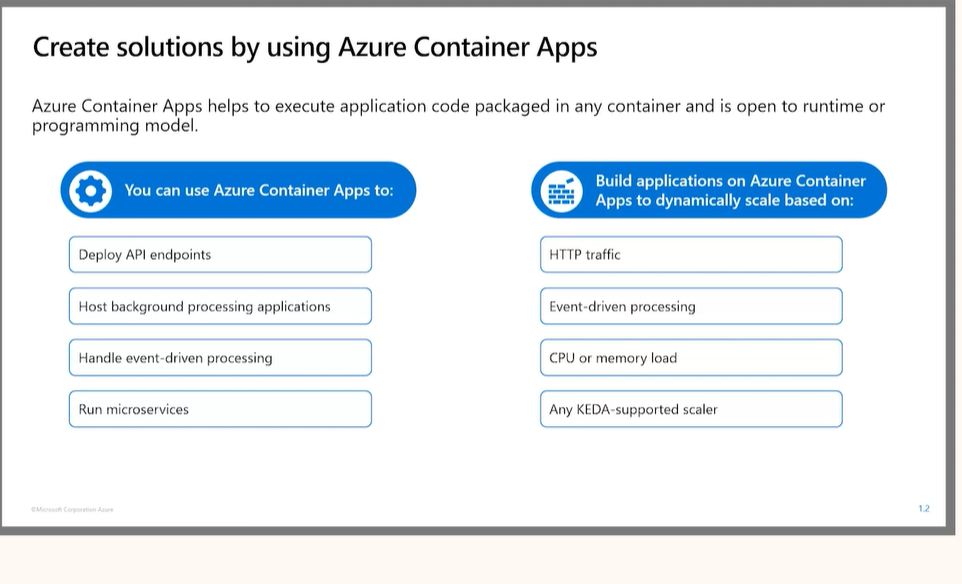 Create solutions by using Azure Container Apps
Azure Container Apps helps to execute application code packaged in any container and is open to runtime or
programming model.
You can use Azure Container Apps to:
Deploy API endpoints
Host background processing applications
Handle event-driven processing
Run microservices
Build applications on Azure Container
Apps to dynamically scale based on:
HTTP traffic
Event-driven processing
CPU or memory load
Any KEDA-supported scaler
©Microsoft Corporation Azure
1.2